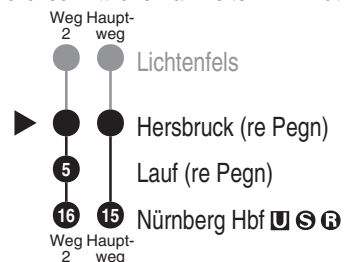 Weg Haupt-
2 weg
Lichtenfels
Hersbruck (re Pegn)
5 Lauf (re Pegn)
16 15 Nürnberg Hbf U S R
Weg Haupt-
2 weg